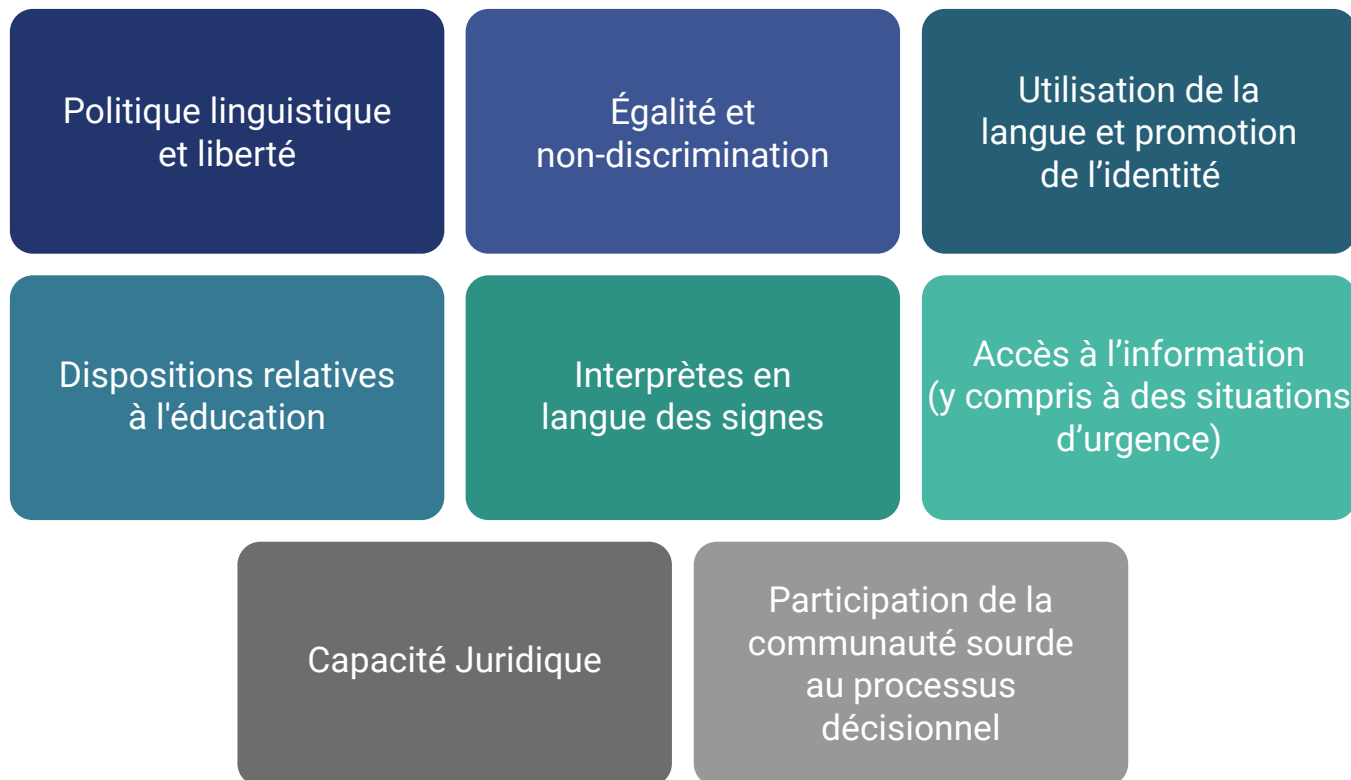 Politique linguistique
et liberté
Égalité et
non-discrimination
Utilisation de la
langue et promotion
de l’identité
Dispositions relatives
à l'éducation
Interprètes en
langue des signes
Accès à l’information
(y compris à des situations
d’urgence)
Capacité Juridique
Participation de la
communauté sourde
au processus
décisionnel